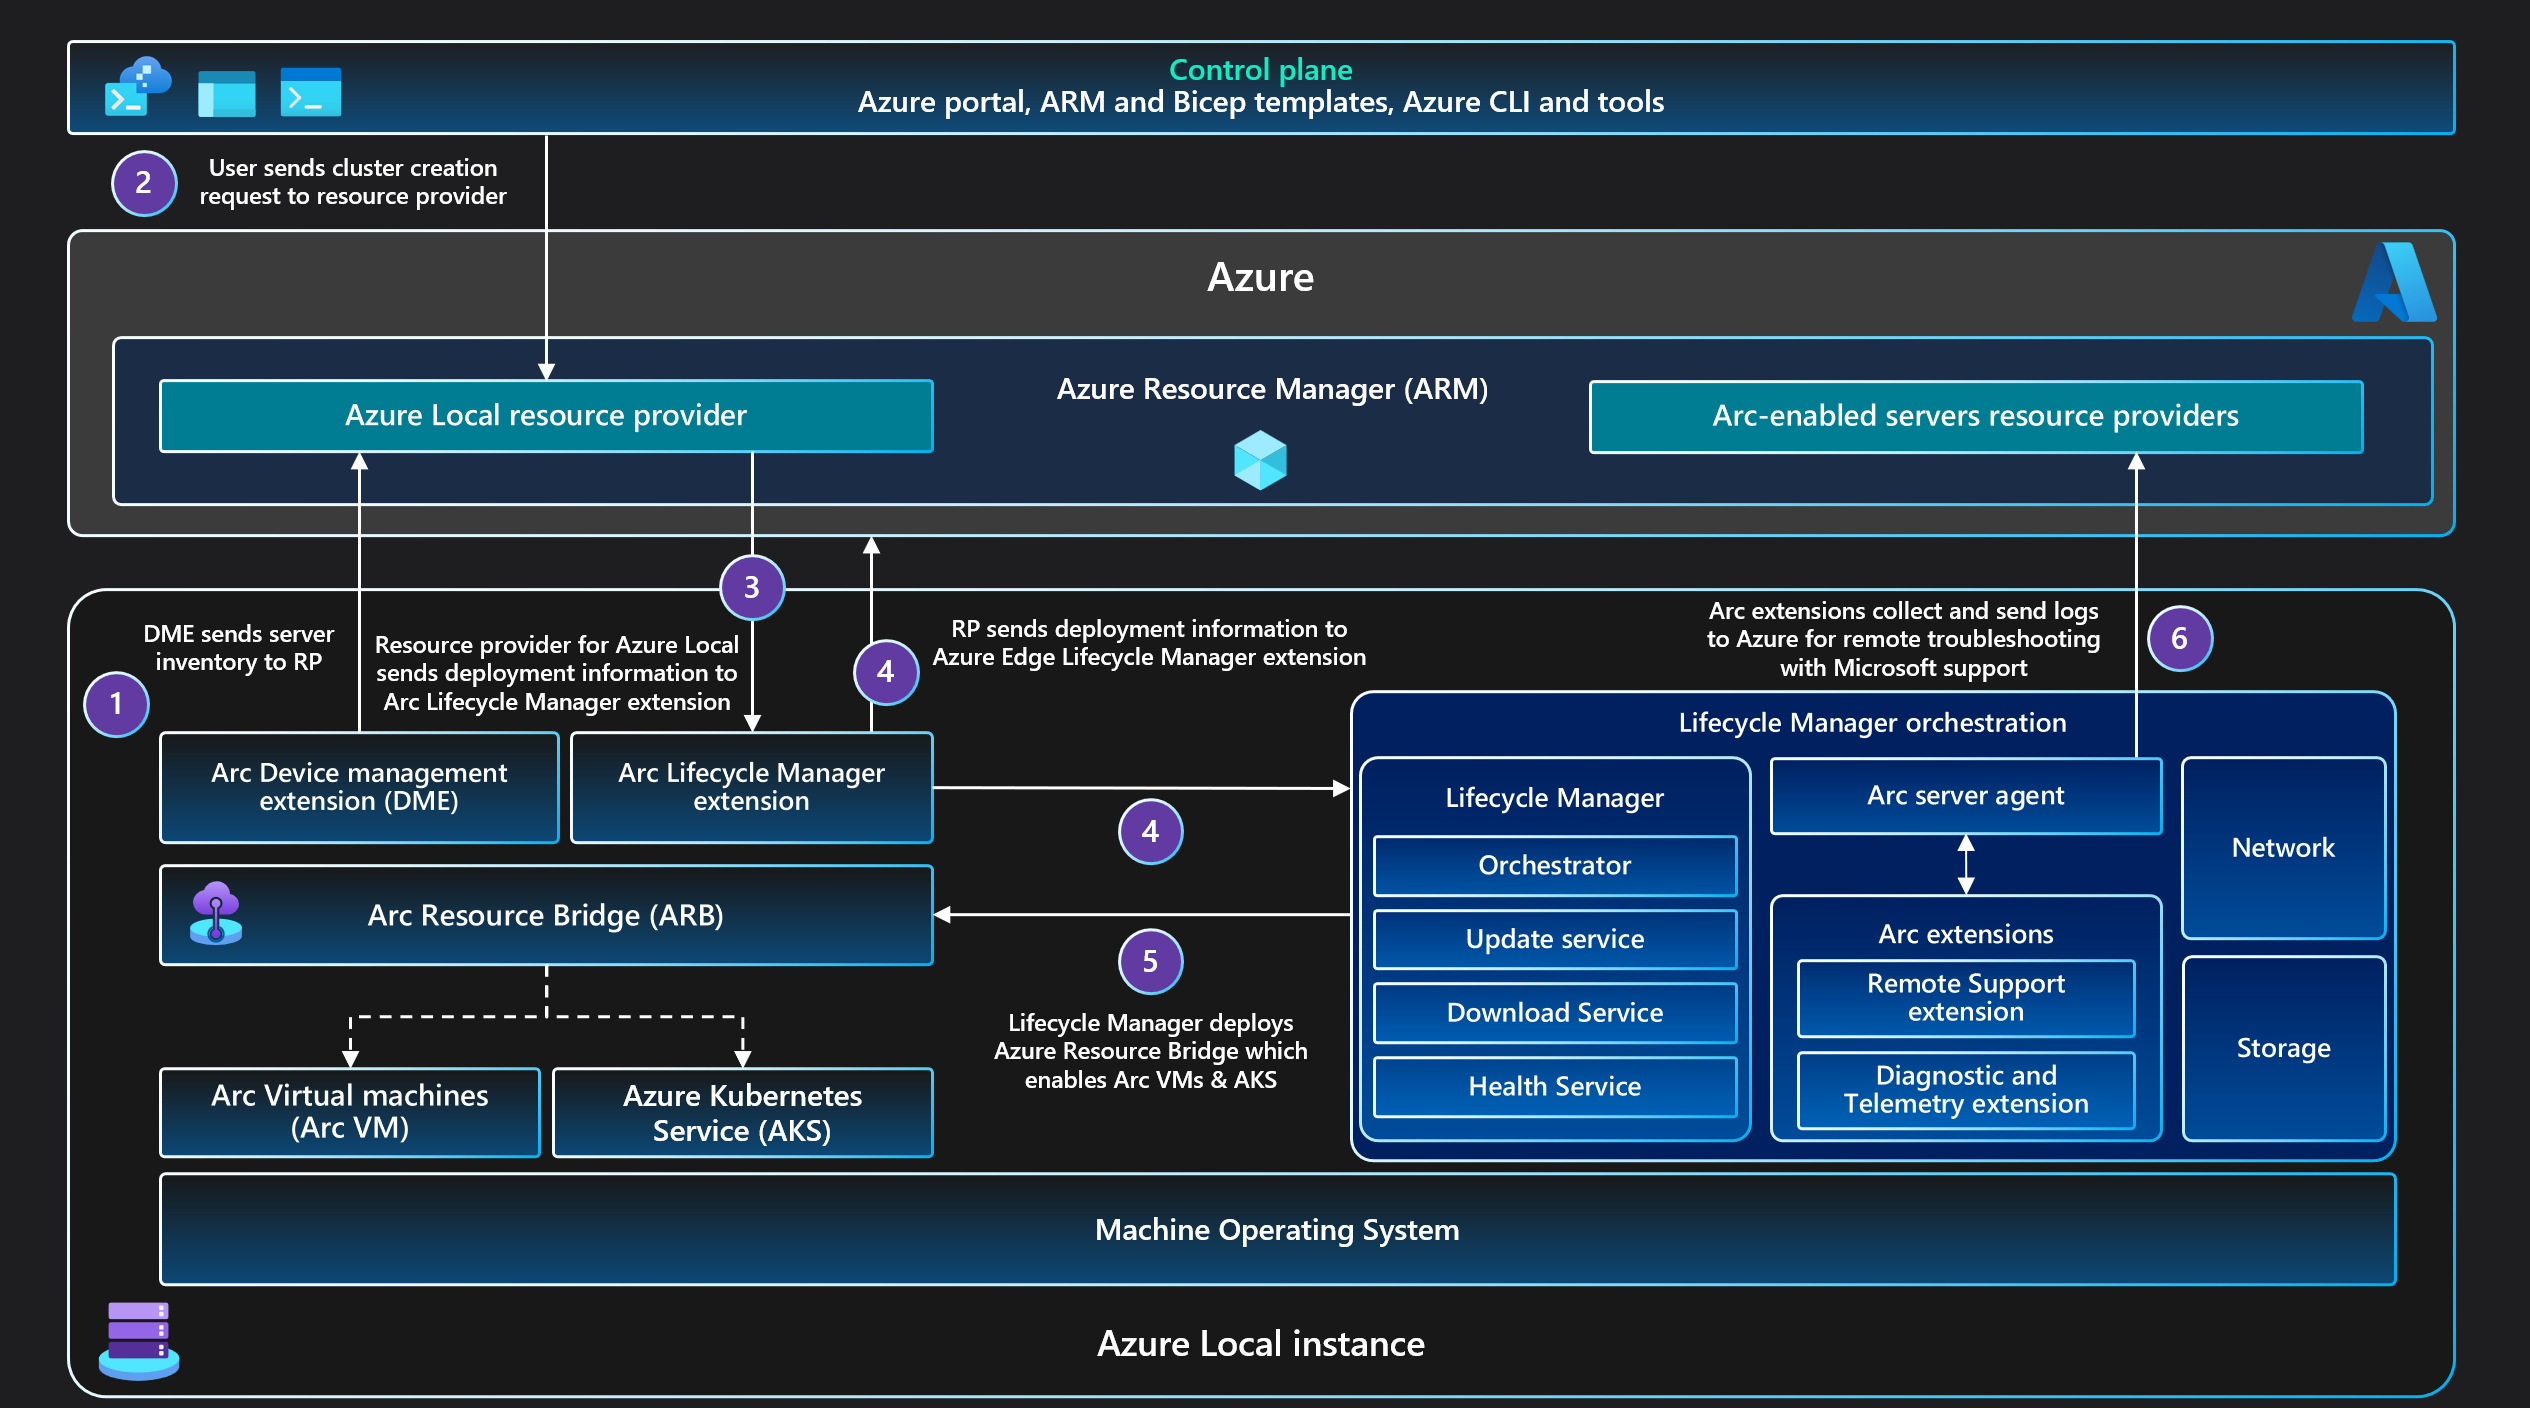 Control plane
Azure portal, ARM and Bicep templates, Azure CLI and tools
2
User sends cluster creation
request to resource provider
Azure
Azure Local resource provider
Azure Resource Manager (ARM)
Arc-enabled servers resource providers
1
DME sends server
inventory to RP
3
Resource provider for Azure Local
sends deployment information to
Arc Lifecycle Manager extension
4
RP sends deployment information to
Azure Edge Lifecycle Manager extension
Arc extensions collect and send logs
to Azure for remote troubleshooting
with Microsoft support
6
Arc Device management
extension (DME)
Arc Lifecycle Manager
extension
4
Arc Resource Bridge (ARB)
5
Lifecycle Manager deploys
Azure Resource Bridge which
enables Arc VMs & AKS
Arc Virtual machines
(Arc VM)
Azure Kubernetes
Service (AKS)
Lifecycle Manager orchestration
Lifecycle Manager
Orchestrator
Update service
Download Service
Health Service
Arc server agent
Arc extensions
Remote Support
extension
Diagnostic and
Telemetry extension
Network
Storage
Machine Operating System
Azure Local instance